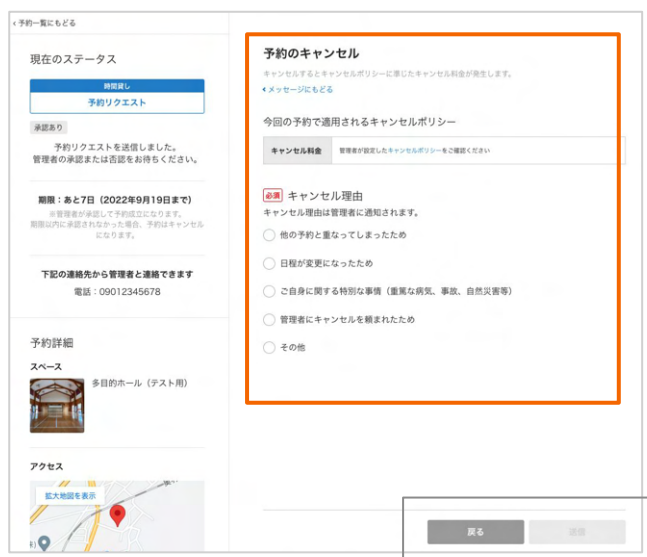 ‹ 予約一覧にもどる
現在のステータス
時間貸し
予約リクエスト
承認あり
予約リクエストを送信しました。
管理者の承認または否認をお待ちください。
期限：あと7日（2022年9月19日まで）
※管理者が承認して予約成立になります。
期限以内に承認されなかった場合、予約はキャンセル
になります。
下記の連絡先から管理者と連絡できます
電話：09012345678
予約詳細
スペース
多目的ホール（テスト用）
アクセス
拡大地図を表示
予約のキャンセル
キャンセルするとキャンセルポリシーに準じたキャンセル料金が発生します。
メッセージにもどる
今回の予約で適用されるキャンセルポリシー
キャンセル料金 管理者が設定したキャンセルポリシーをご確認ください
必須 キャンセル理由
キャンセル理由は管理者に通知されます。
他の予約と重なってしまったため
日程が変更になったため
ご自身に関する特別な事情（重篤な病気、事故、自然災害等）
管理者にキャンセルを頼まれたため
その他
戻る 送信